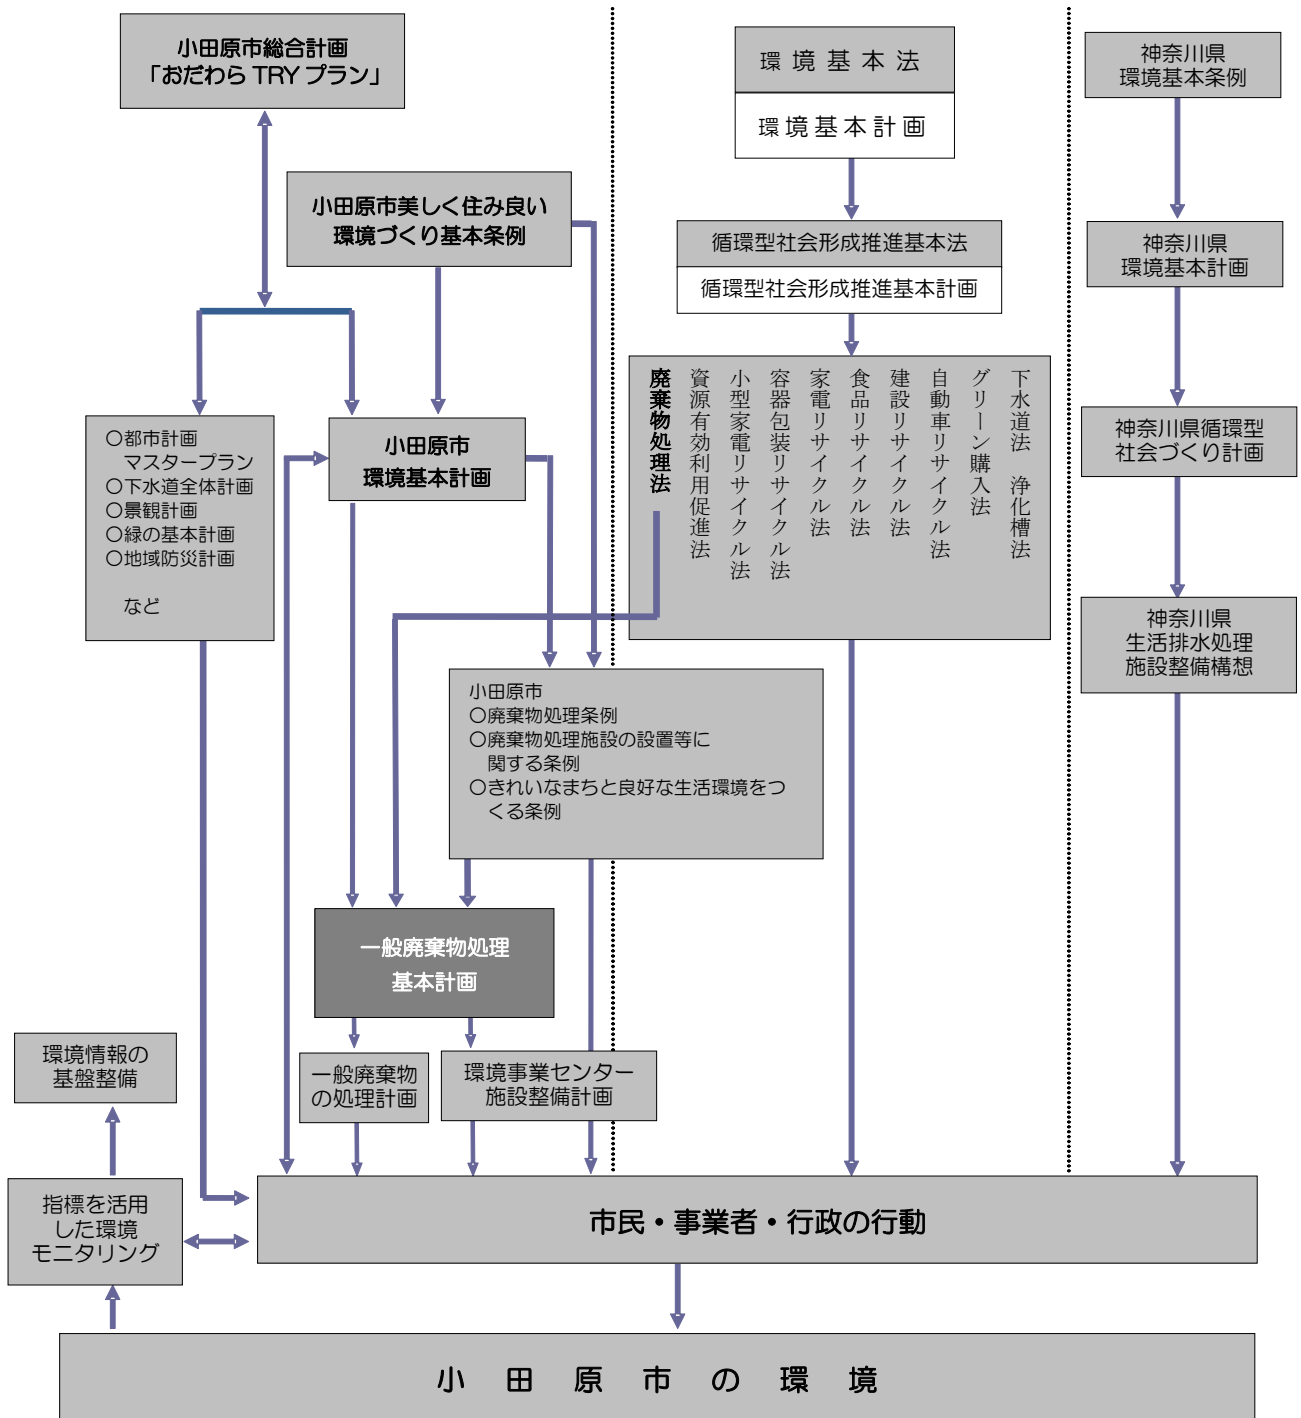 小田原市総合計画
「おだわら TRY プラン」
小田原市美しく住み良い
環境づくり基本条例
○都市計画
マスタープラン
○下水道全体計画
○景観計画
○緑の基本計画
○地域防災計画
など
小田原市
環境基本計画
環境基本法
環境基本計画
循環型社会形成推進基本法
循環型社会形成推進基本計画
廃棄物処理法
資源有効利用促進法
小型家電リサイクル法
容器包装リサイクル法
家電リサイクル法
食品リサイクル法
建設リサイクル法
自動車リサイクル法
グリーン購入法
下水道法 浄化槽法
神奈川県
環境基本条例
神奈川県
環境基本計画
神奈川県循環型
社会づくり計画
神奈川県
生活排水処理
施設整備構想
小田原市
○廃棄物処理条例
○廃棄物処理施設の設置等に
関する条例
○きれいなまちと良好な生活環境をつ
くる条例
一般廃棄物処理
基本計画
一般廃棄物
の処理計画
環境事業センター
施設整備計画
環境情報の
基盤整備
指標を活用
した環境
モニタリング
市民・事業者・行政の行動
小田原市の環境